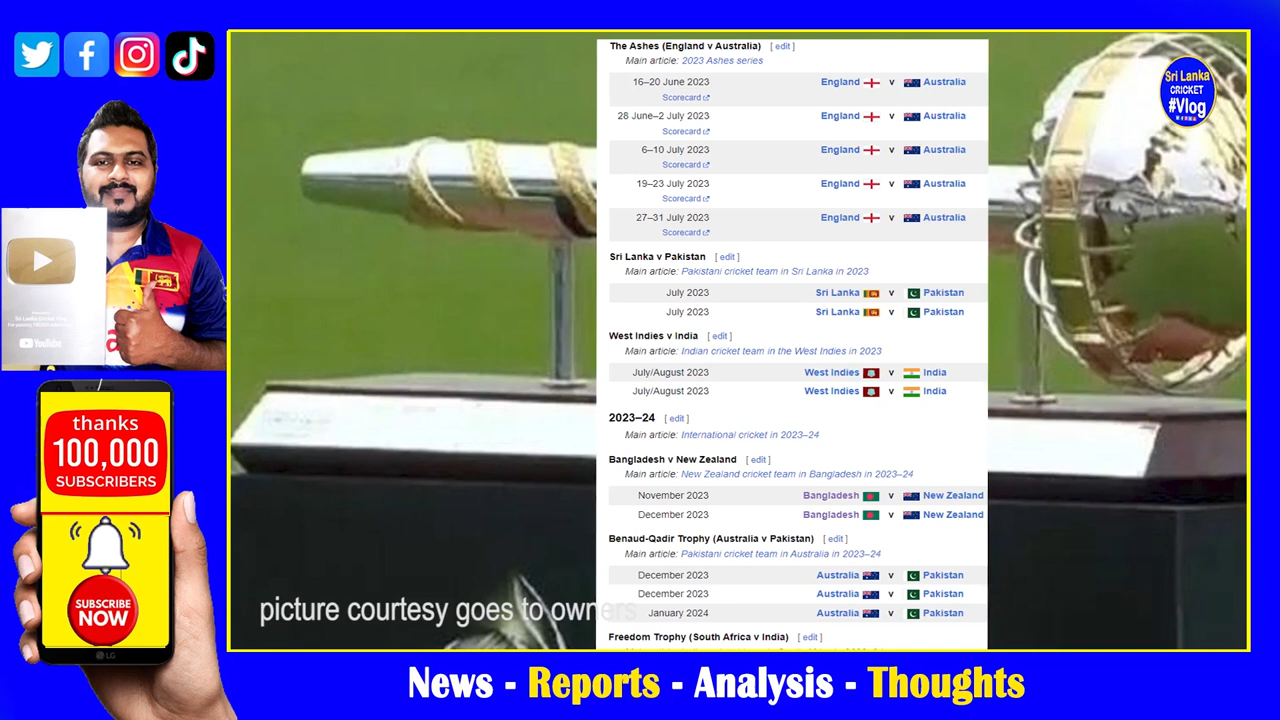 The Ashes (England v Australia) [ edit ]
Main article: 2023 Ashes series
16–20 June 2023 England v Australia
Scorecard
28 June–2 July 2023 England v Australia
Scorecard
6–10 July 2023 England v Australia
Scorecard
19–23 July 2023 England v Australia
Scorecard
27–31 July 2023 England v Australia
Scorecard
Sri Lanka v Pakistan [ edit ]
Main article: Pakistani cricket team in Sri Lanka in 2023
July 2023 Sri Lanka v Pakistan
July 2023 Sri Lanka v Pakistan
West Indies v India [ edit ]
Main article: Indian cricket team in the West Indies in 2023
July/August 2023 West Indies v India
July/August 2023 West Indies v India
2023–24 [ edit ]
Main article: International cricket in 2023–24
Bangladesh v New Zealand [ edit ]
Main article: New Zealand cricket team in Bangladesh in 2023–24
November 2023 Bangladesh v New Zealand
December 2023 Bangladesh v New Zealand
Benaud-Qadir Trophy (Australia v Pakistan) [ edit ]
Main article: Pakistani cricket team in Australia in 2023–24
December 2023 Australia v Pakistan
December 2023 Australia v Pakistan
January 2024 Australia v Pakistan
Freedom Trophy (South Africa v India) [ edit ]
Sri Lanka
CRICKET
#Vlog
YouTube
thanks
100,000
SUBSCRIBERS
SUBSCRIBE
NOW
LG
picture courtesy goes to owners
News - Reports - Analysis - Thoughts